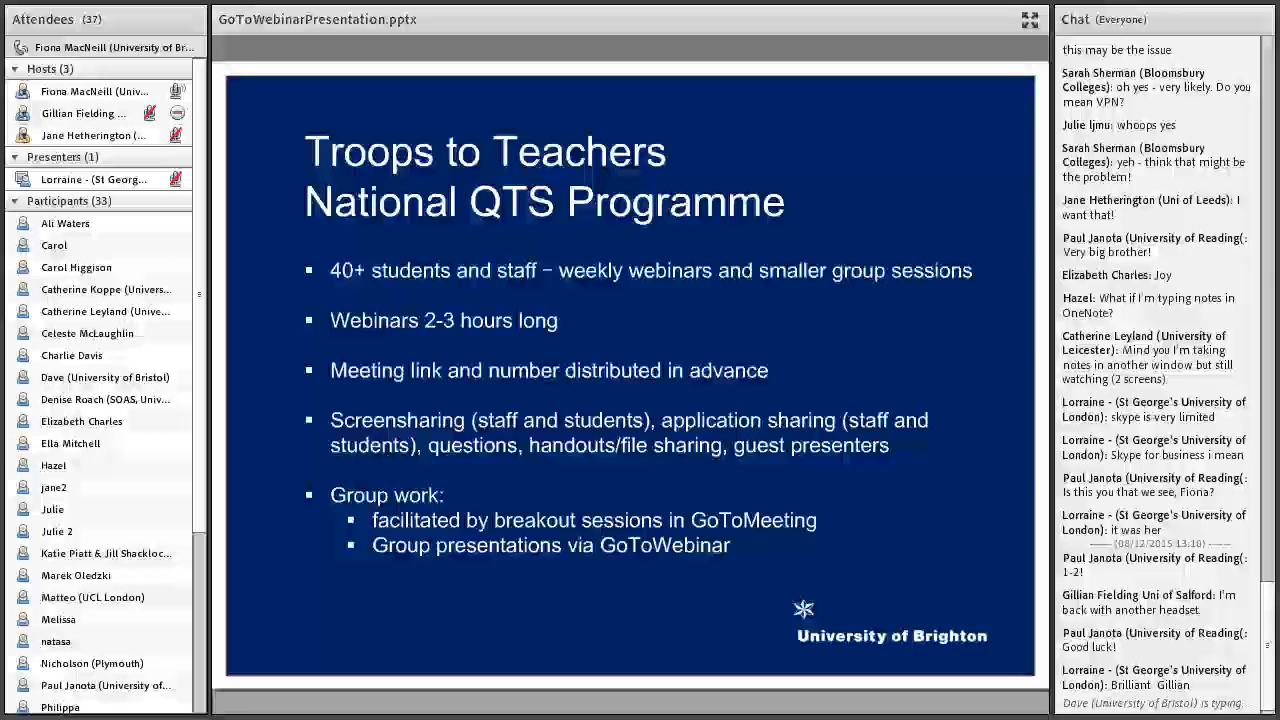 Attendees (37)
Fiona MacNeill (University of Br...
Hosts (3)
Fiona MacNeill (Univ...
Gillian Fielding ...
Jane Hetherington (...
Presenters (1)
Lorraine - (St Georg...
Participants (33)
Ali Waters
Carol
Carol Higgison
Catherine Koppe (Univers...
Catherine Leyland (Unive...
Celeste McLaughlin
Charlie Davis
Dave (University of Bristol)
Denise Roach (SOAS, Univ...
Elizabeth Charles
Ella Mitchell
Hazel
jane2
Julie
Julie 2
Katie Piatt & Jill Shackloc...
Marek Oledzki
Matteo (UCL London)
Melissa
natasa
Nicholson (Plymouth)
Paul Janota (University of...
Philippa
GoToWebinarPresentation.pptx
Troops to Teachers
National QTS Programme
40+ students and staff – weekly webinars and smaller group sessions
Webinars 2-3 hours long
Meeting link and number distributed in advance
Screensharing (staff and students), application sharing (staff and
students), questions, handouts/file sharing, guest presenters
Group work:
facilitated by breakout sessions in GoToMeeting
Group presentations via GoToWebinar
University of Brighton
Chat (Everyone)
this may be the issue
Sarah Sherman (Bloomsbury
Colleges): oh yes - very likely. Do you
mean VPN?
Julie ljmu: whoops yes
Sarah Sherman (Bloomsbury
Colleges): yeh - think that might be
the problem!
Jane Hetherington (Uni of Leeds): I
want that!
Paul Janota (University of Reading(:
Very big brother!
Elizabeth Charles: Joy
Hazel: What if I'm typing notes in
OneNote?
Catherine Leyland (University of
Leicester): Mind you I'm taking
notes in another window but still
watching (2 screens).
Lorraine - (St George's University of
London): skype is very limited
Lorraine - (St George's University of
London): Skype for business i mean
Paul Janota (University of Reading(:
Is this you that we see, Fiona?
Lorraine - (St George's University of
London): it was her
(08/12/2015 13:10)
Paul Janota (University of Reading(:
1-2!
Gillian Fielding Uni of Salford: I'm
back with another headset.
Paul Janota (University of Reading(:
Good luck!
Lorraine - (St George's University of
London): Brilliant Gillian
Dave (University of Bristol) is typing.